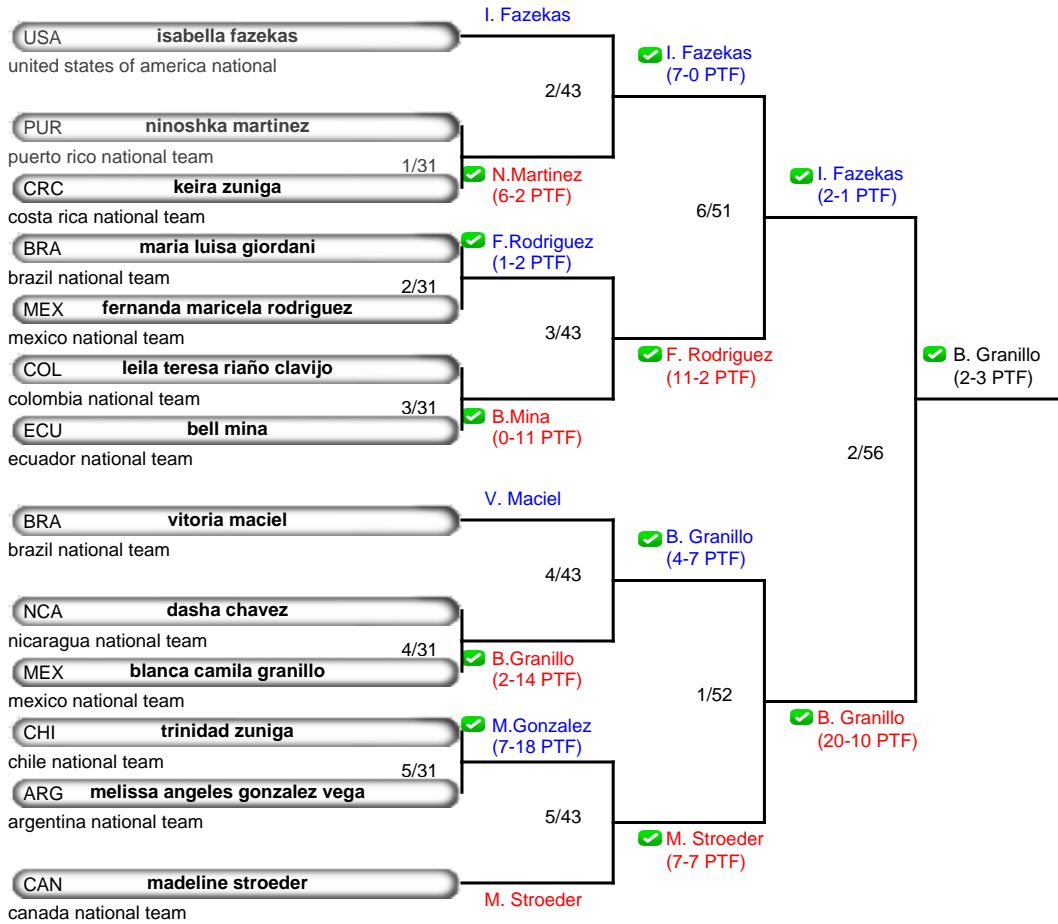 I. Fazekas
USA isabella fazekas
united states of america national
I. Fazekas
(7-0 PTF)
2/43
PUR ninoshka martinez
puerto rico national team
1/31
N.Martinez
(6-2 PTF)
CRC keira zuniga
costa rica national team
I. Fazekas
(2-1 PTF)
6/51
BRA maria luisa giordani
brazil national team
F.Rodriguez
(1-2 PTF)
2/31
MEX fernanda maricela rodriguez
mexico national team
3/43
F. Rodriguez
(11-2 PTF)
COL leila teresa riaño clavijo
colombia national team
3/31
B.Mina
(0-11 PTF)
ECU bell mina
ecuador national team
B. Granillo
(2-3 PTF)
2/56
V. Maciel
BRA vitoria maciel
brazil national team
B. Granillo
(4-7 PTF)
4/43
NCA dasha chavez
nicaragua national team
4/31
B.Granillo
(2-14 PTF)
MEX blanca camila granillo
mexico national team
1/52
B. Granillo
(20-10 PTF)
CHI trinidad zuniga
chile national team
M.Gonzalez
(7-18 PTF)
5/31
ARG melissa angeles gonzalez vega
argentina national team
5/43
M. Stroeder
(7-7 PTF)
CAN madeline stroeder
canada national team
M. Stroeder